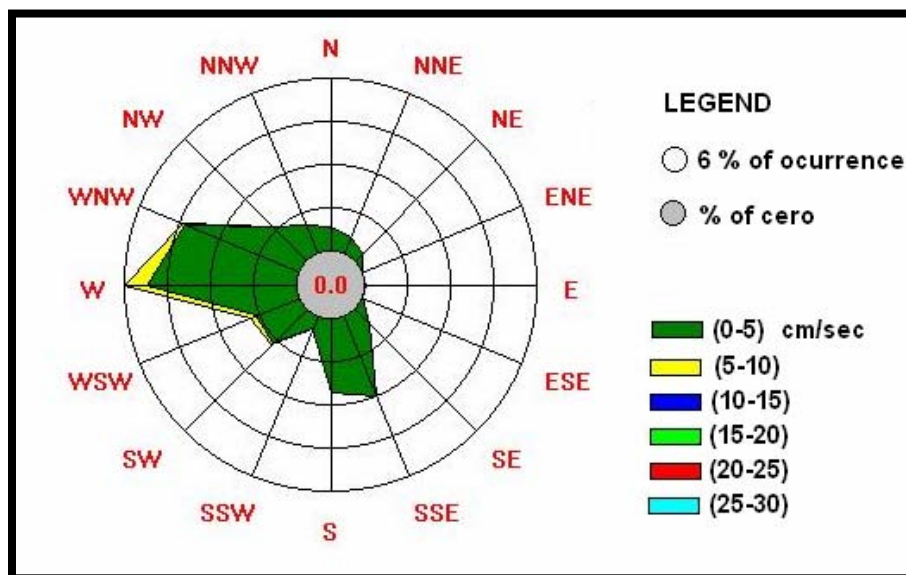 N
NNW
NNE
NW
NE
WNW
ENE
W
0.0
E
WSW
ESE
SW
SE
SSW
SSE
S
LEGEND
6 % of ocurrence
% of cero
(0-5) cm/sec
(5-10)
(10-15)
(15-20)
(20-25)
(25-30)